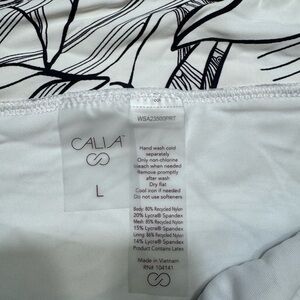 CALIA™
L
WSA23500PRT
Hand wash cold
separately
Only non-chlorine
bleach when needed
Remove promptly
after wash
Dry flat
Cool iron if needed
Do not use softeners
Body: 80% Recycled Nylon
20% Lycra® Spandex
Mesh: 85% Recycled Nylon
15% Lycra® Spandex
Lining: 86% Recycled Nylon
14% Lycra® Spandex
Product Contains Latex
Made in Vietnam
RN# 104141